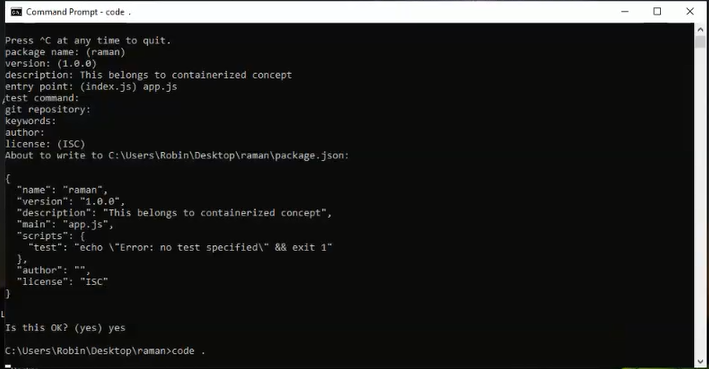 Command Prompt - code .
Press ^C at any time to quit.
package name: (raman)
version: (1.0.0)
description: This belongs to containerized concept
entry point: (index.js) app.js
test command:
git repository:
keywords:
author:
license: (ISC)
About to write to C:\Users\Robin\Desktop\raman\package.json:
{
"name": "raman",
"version": "1.0.0",
"description": "This belongs to containerized concept",
"main": "app.js",
"scripts": {
"test": "echo \"Error: no test specified\" && exit 1"
},
"author": "",
"license": "ISC"
}
Is this OK? (yes) yes
C:\Users\Robin\Desktop\raman>code .